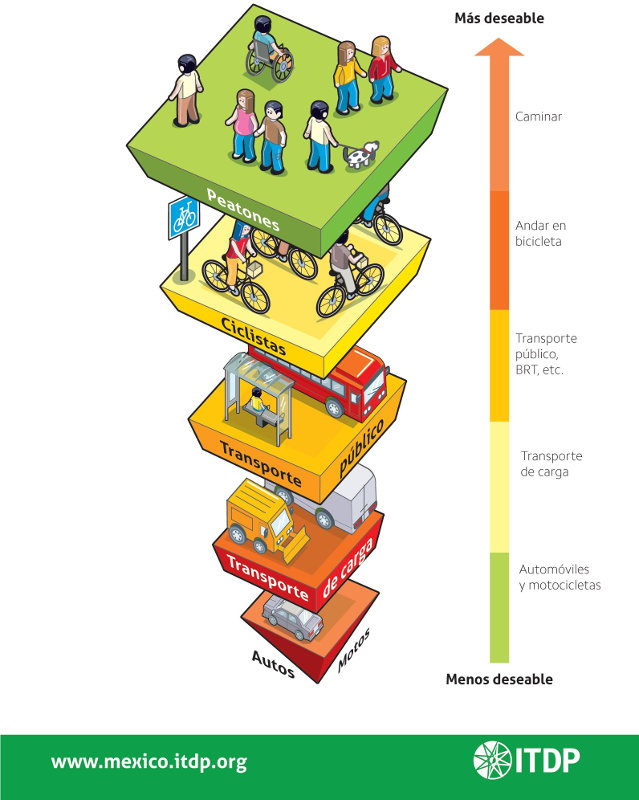 Más deseable
Peatones
Caminar
Ciclistas
Andar en
bicicleta
Transporte público
Transporte
público,
BRT, etc.
Transporte de carga
Transporte
de carga
Autos Motos
Automóviles
y motocicletas
Menos deseable
www.mexico.itdp.org
ITDP